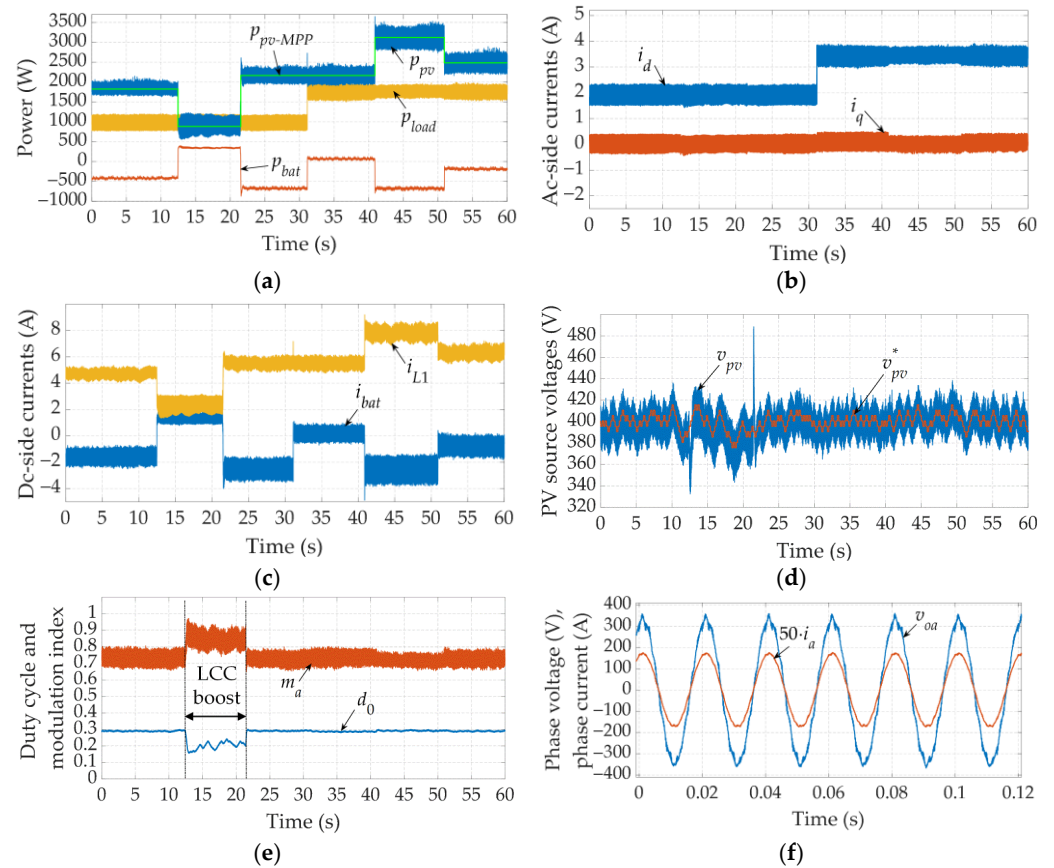 Power (W)
3500
3000
2500
2000
1500
1000
500
0
−500
−1000
p_pv-MPP
p_pv
p_load
p_bat
0 5 10 15 20 25 30 35 40 45 50 55 60
Time (s)
(a)
Ac-side currents (A)
5
4
3
2
1
0
−1
−2
i_d
i_q
0 5 10 15 20 25 30 35 40 45 50 55 60
Time (s)
(b)
Dc-side currents (A)
8
6
4
2
0
−2
−4
i_L1
i_bat
0 5 10 15 20 25 30 35 40 45 50 55 60
Time (s)
(c)
PV source voltages (V)
480
460
440
420
400
380
360
340
320
v_pv
v*_pv
0 5 10 15 20 25 30 35 40 45 50 55 60
Time (s)
(d)
Duty cycle and
modulation index
1
0.9
0.8
0.7
0.6
0.5
0.4
0.3
0.2
0.1
0
LCC
boost
m_a
d_0
0 5 10 15 20 25 30 35 40 45 50 55 60
Time (s)
(e)
Phase voltage (V),
phase current (A)
400
300
200
100
0
−100
−200
−300
−400
50·i_a
v_oa
0 0.02 0.04 0.06 0.08 0.1 0.12
Time (s)
(f)